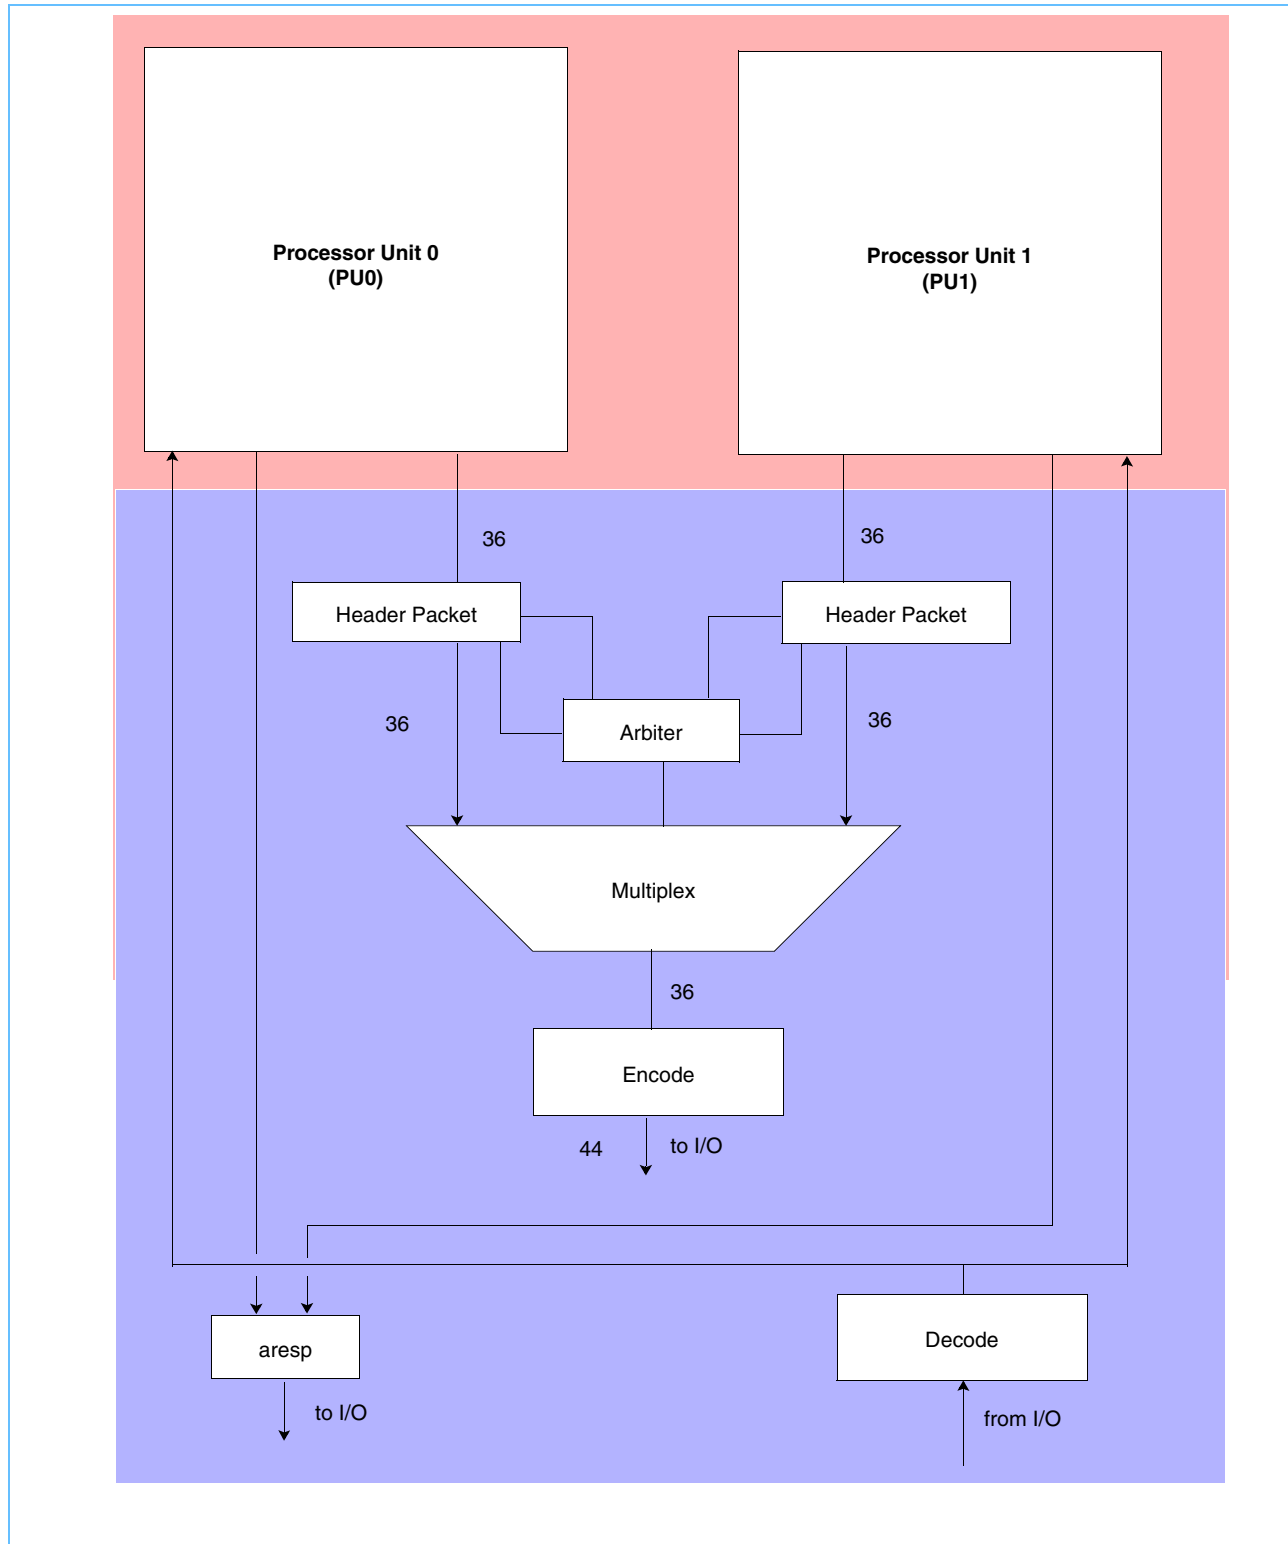 Processor Unit 0
(PU0)
Processor Unit 1
(PU1)
36
36
Header Packet
Header Packet
36
Arbiter
36
Multiplex
36
Encode
44
to I/O
aresp
Decode
to I/O
from I/O